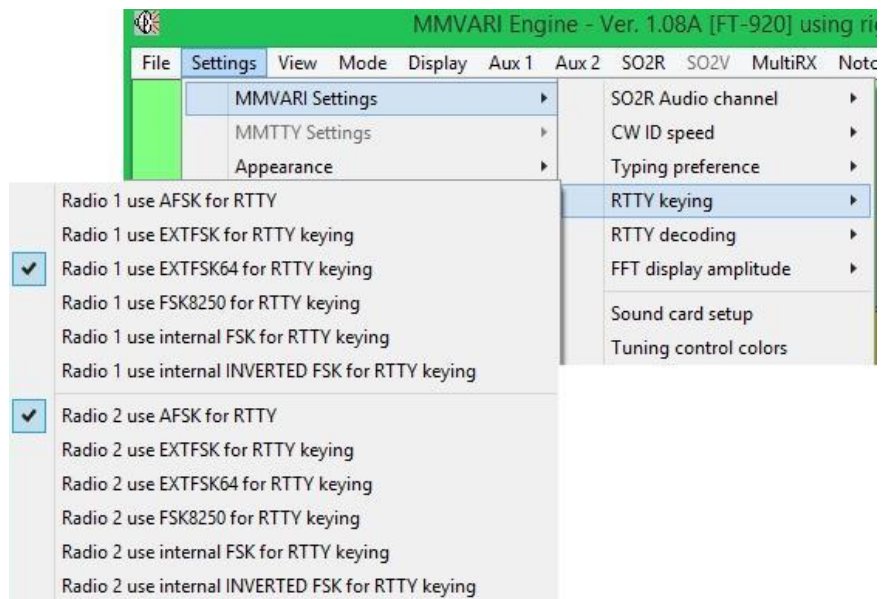 MMVARI Engine - Ver. 1.08A [FT-920] using
File Settings View Mode Display Aux 1 Aux 2 SO2R SO2V MultiRX
MMVARI Settings
MMTTY Settings
Appearance
SO2R Audio channel
CW ID speed
Typing preference
RTTY keying
RTTY decoding
FFT display amplitude
Sound card setup
Tuning control colors
Radio 1 use AFSK for RTTY
Radio 1 use EXTFSK for RTTY keying
Radio 1 use EXTFSK64 for RTTY keying
Radio 1 use FSK8250 for RTTY keying
Radio 1 use internal FSK for RTTY keying
Radio 1 use internal INVERTED FSK for RTTY keying
Radio 2 use AFSK for RTTY
Radio 2 use EXTFSK for RTTY keying
Radio 2 use EXTFSK64 for RTTY keying
Radio 2 use FSK8250 for RTTY keying
Radio 2 use internal FSK for RTTY keying
Radio 2 use internal INVERTED FSK for RTTY keying